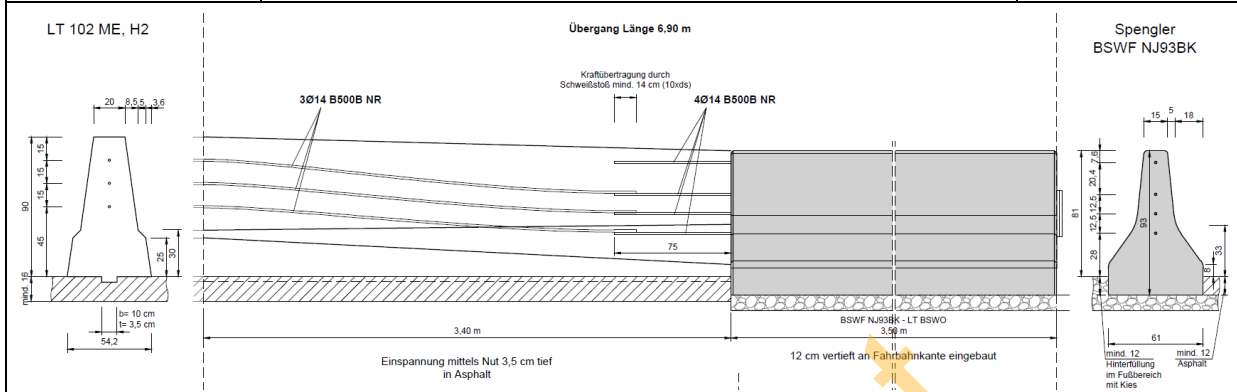 LT 102 ME, H2
Übergang Länge 6,90 m
Spengler
BSWF NJ93BK
Kraftübertragung durch
Schweißstoß mind. 14 cm (10xds)
3Ø14 B500B NR
4Ø14 B500B NR
20
8,5
5
3,6
15
15
15
45
90
25
30
mind. 16
b= 10 cm
t= 3,5 cm
54,2
75
3,40 m
Einspannung mittels Nut 3,5 cm tief
in Asphalt
BSWF NJ93BK - LT BSWO
3,50 m
12 cm vertieft an Fahrbahnkante eingebaut
15
5
18
7,6
20,4
12,5
12,5
28
81
93
33
8
61
mind. 12
Hinterfüllung
im Fußbereich
mit Kies
mind. 12
Asphalt